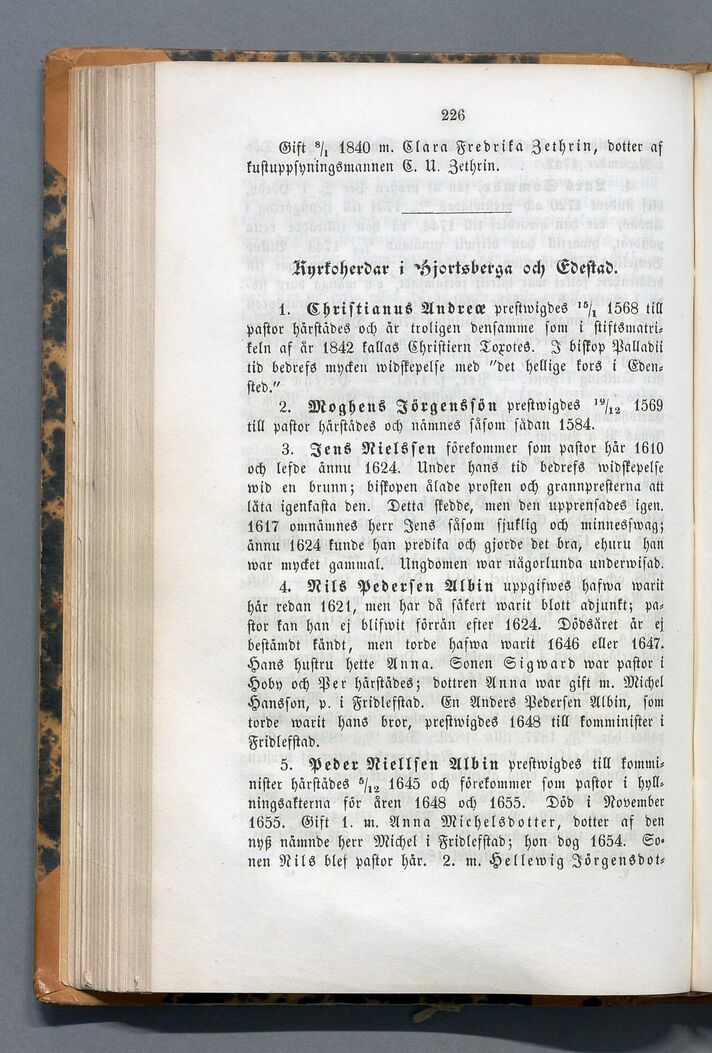 226
Gift ⁸/₁ 1840 m. Clara Fredrika Zethrin, dotter af
kustuppsyningsmannen C. U. Zethrin.
Kyrkoherdar i Hjortsberga och Edestad.
1. Christianus Andreæ prestwigdes ¹⁵/₁ 1568 till
pastor härstädes och är troligen densamme som i stiftsmatri-
keln af år 1842 kallas Christiern Toxotes. I biskop Palladii
tid bedrefs mycken widskepelse med "det hellige kors i Eden-
sted."
2. Moghens Jörgenssön prestwigdes ¹⁹/₁₂ 1569
till pastor härstädes och nämnes såsom sådan 1584.
3. Jens Nielssen förekommer som pastor här 1610
och lefde ännu 1624. Under hans tid bedrefs widskepelse
wid en brunn; biskopen ålade prosten och grannpresterna att
låta igenkasta den. Detta skedde, men den upprensades igen.
1617 omnämnes herr Jens såsom sjuklig och minnesswag;
ännu 1624 kunde han predika och gjorde det bra, ehuru han
war mycket gammal. Ungdomen war någorlunda underwisad.
4. Nils Pedersen Albin uppgifwes hafwa warit
här redan 1621, men har då säkert warit blott adjunkt; pa-
stor kan han ej blifwit förrän efter 1624. Dödsåret är ej
bestämdt kändt, men torde hafwa warit 1646 eller 1647.
Hans hustru hette Anna. Sonen Sigward war pastor i
Hoby och Per härstädes; dottren Anna war gift m. Michel
Hansson, p. i Fridlefstad. En Anders Pedersen Albin, som
torde warit hans bror, prestwigdes 1648 till komminister i
Fridlefstad.
5. Peder Niellsen Albin prestwigdes till kommi-
nister härstädes ⁵/₁₂ 1645 och förekommer som pastor i hyll-
ningsakterna för åren 1648 och 1655. Död i November
1655. Gift 1. m. Anna Michelsdotter, dotter af den
nyß nämnde herr Michel i Fridlefstad; hon dog 1654. So-
nen Nils blef pastor här. 2. m. Hellewig Jörgensdot-